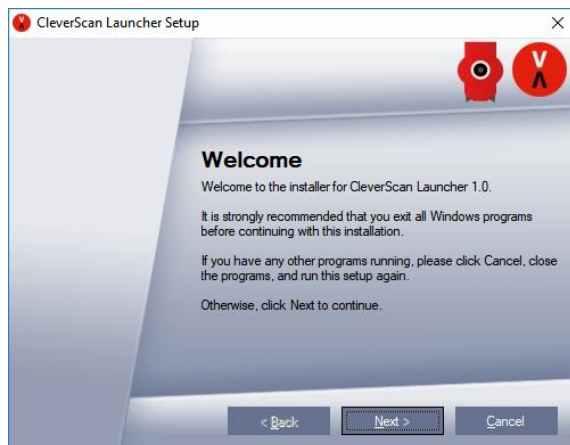 CleverScan Launcher Setup
Welcome
Welcome to the installer for CleverScan Launcher 1.0.
It is strongly recommended that you exit all Windows programs
before continuing with this installation.
If you have any other programs running, please click Cancel, close
the programs, and run this setup again.
Otherwise, click Next to continue.
< Back
Next >
Cancel